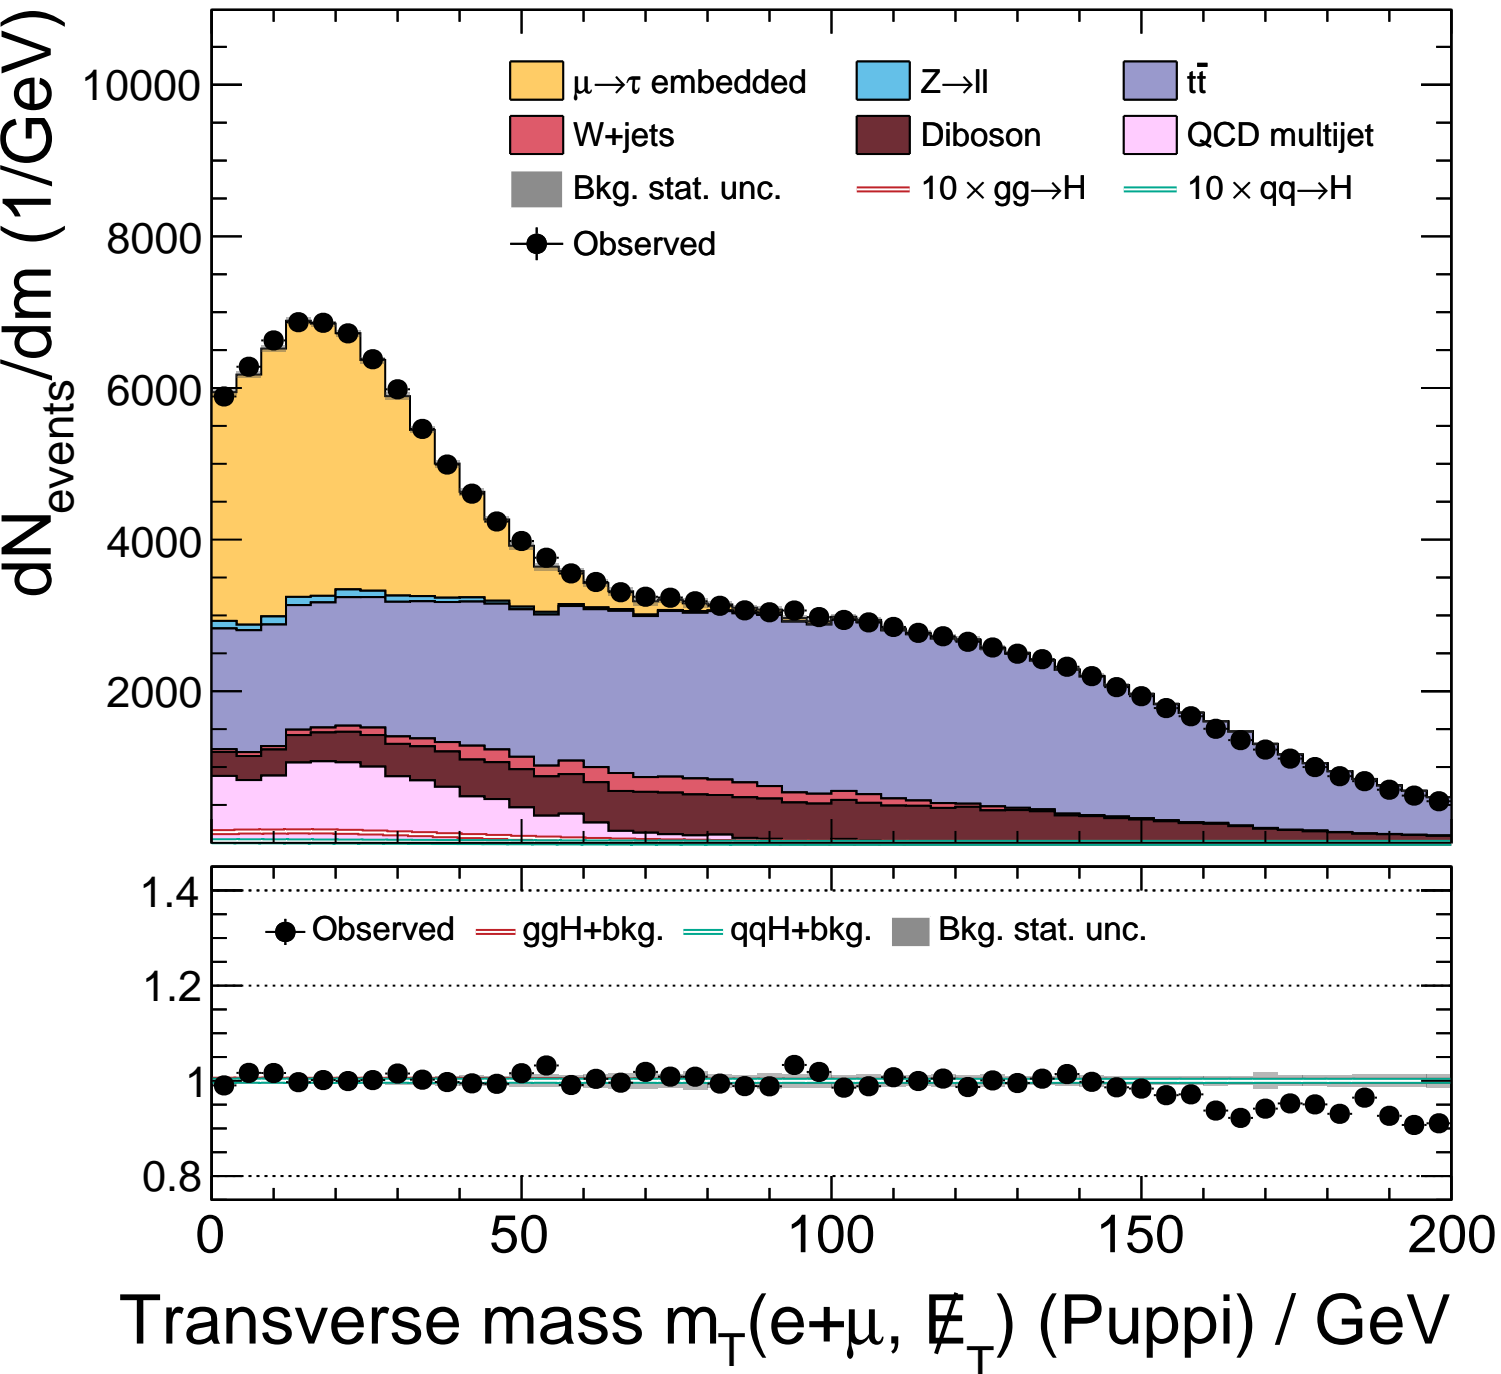 dN_events/dm (1/GeV)
10000
8000
6000
4000
2000
μ→τ embedded Z→ll tt̄
W+jets Diboson QCD multijet
Bkg. stat. unc. 10 × gg→H 10 × qq→H
Observed
1.4
1.2
1
0.8
Observed ggH+bkg. qqH+bkg. Bkg. stat. unc.
0 50 100 150 200
Transverse mass m_T(e+μ, E̸_T) (Puppi) / GeV